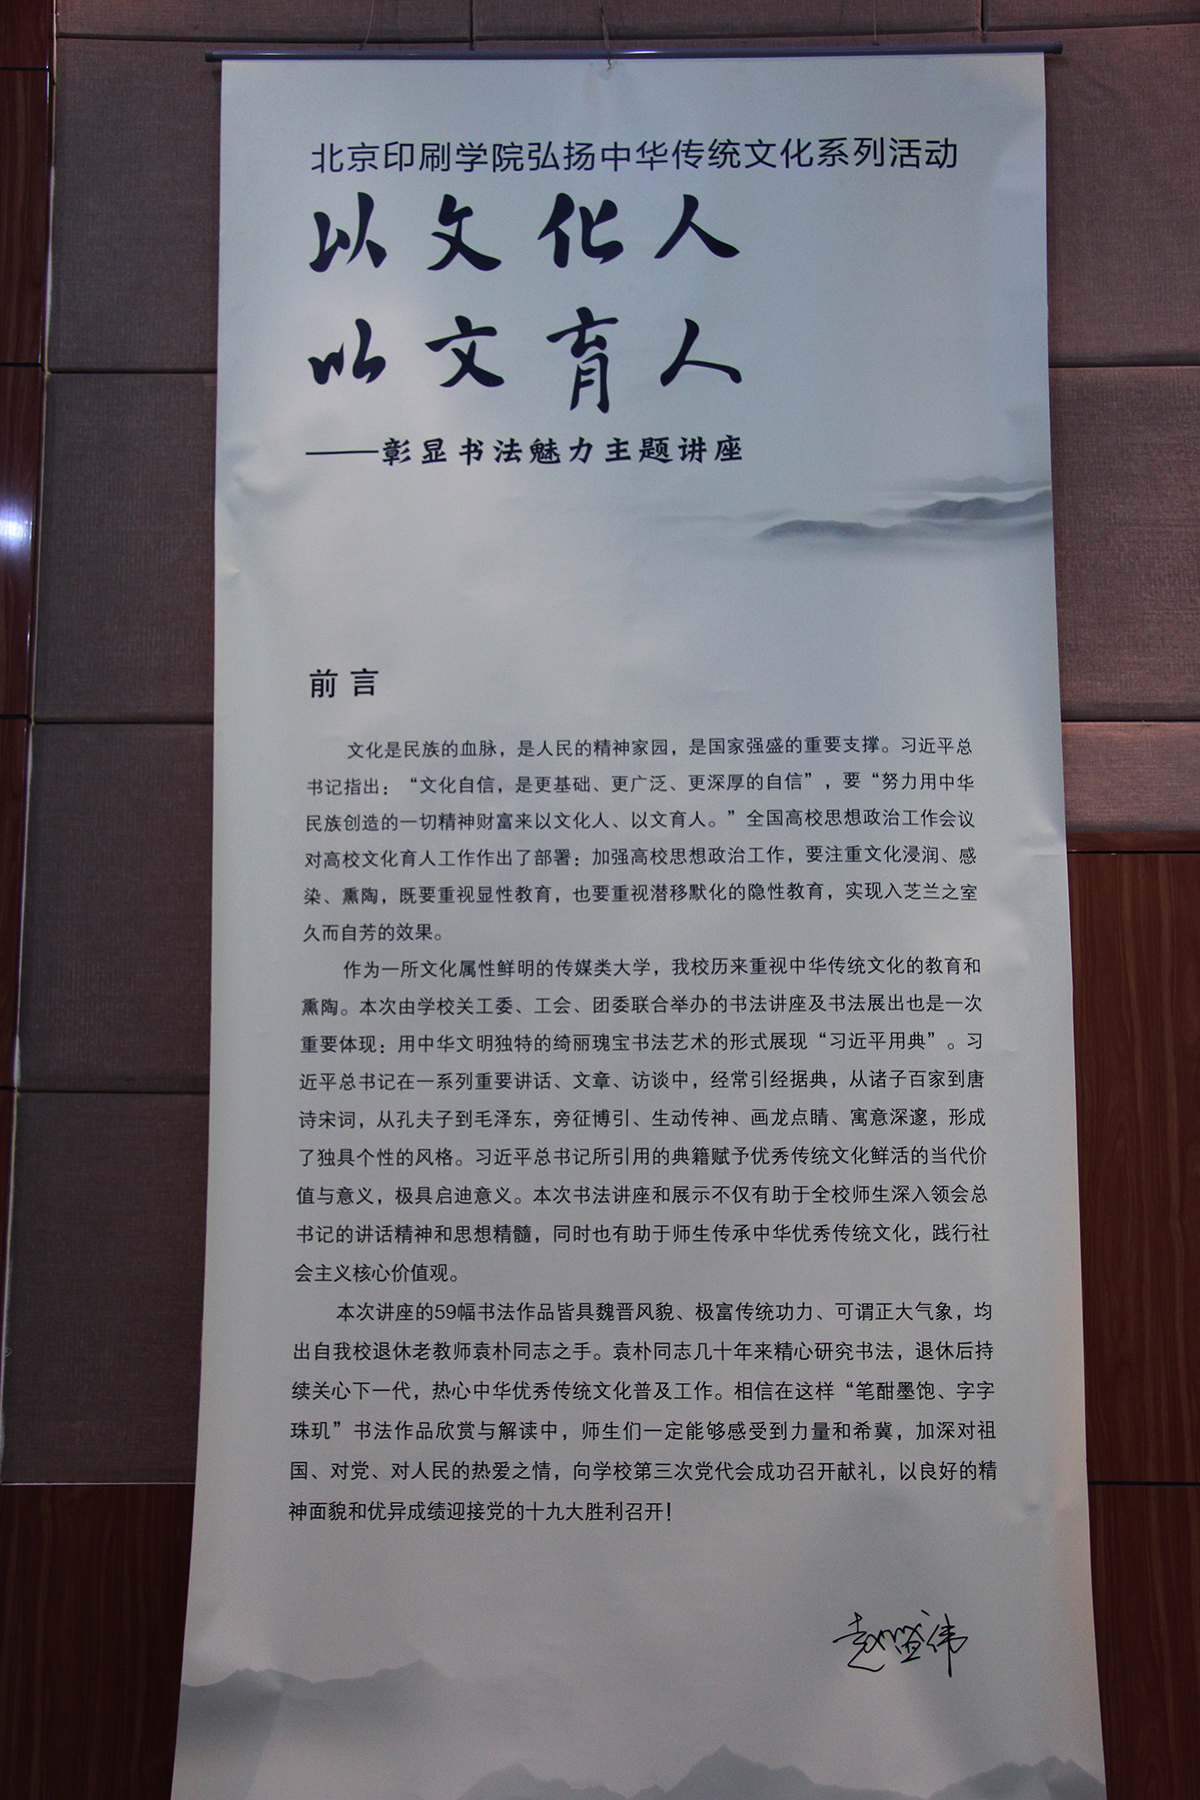 北京印刷学院弘扬中华传统文化系列活动
以文化人
以文育人
——彰显书法魅力主题讲座
前言
文化是民族的血脉，是人民的精神家园，是国家强盛的重要支撑。习近平总
书记指出：“文化自信，是更基础、更广泛、更深厚的自信”，要“努力用中华
民族创造的一切精神财富来以文化人、以文育人。”全国高校思想政治工作会议
对高校文化育人工作作出了部署：加强高校思想政治工作，要注重文化浸润、感
染、熏陶，既要重视显性教育，也要重视潜移默化的隐性教育，实现入芝兰之室
久而自芳的效果。
作为一所文化属性鲜明的传媒类大学，我校历来重视中华传统文化的教育和
熏陶。本次由学校关工委、工会、团委联合举办的书法讲座及书法展出也是一次
重要体现：用中华文明独特的绮丽瑰宝书法艺术的形式展现“习近平用典”。习
近平总书记在一系列重要讲话、文章、访谈中，经常引经据典，从诸子百家到唐
诗宋词，从孔夫子到毛泽东，旁征博引、生动传神、画龙点睛、寓意深邃，形成
了独具个性的风格。习近平总书记所引用的典籍赋予优秀传统文化鲜活的当代价
值与意义，极具启迪意义。本次书法讲座和展示不仅有助于全校师生深入领会总
书记的讲话精神和思想精髓，同时也有助于师生传承中华优秀传统文化，践行社
会主义核心价值观。
本次讲座的59幅书法作品皆具魏晋风貌、极富传统功力、可谓正大气象，均
出自我校退休老教师袁朴同志之手。袁朴同志几十年来精心研究书法，退休后持
续关心下一代，热心中华优秀传统文化普及工作。相信在这样“笔酣墨饱、字字
珠玑”书法作品欣赏与解读中，师生们一定能够感受到力量和希冀，加深对祖
国、对党、对人民的热爱之情，向学校第三次党代会成功召开献礼，以良好的精
神面貌和优异成绩迎接党的十九大胜利召开！
赵盛伟